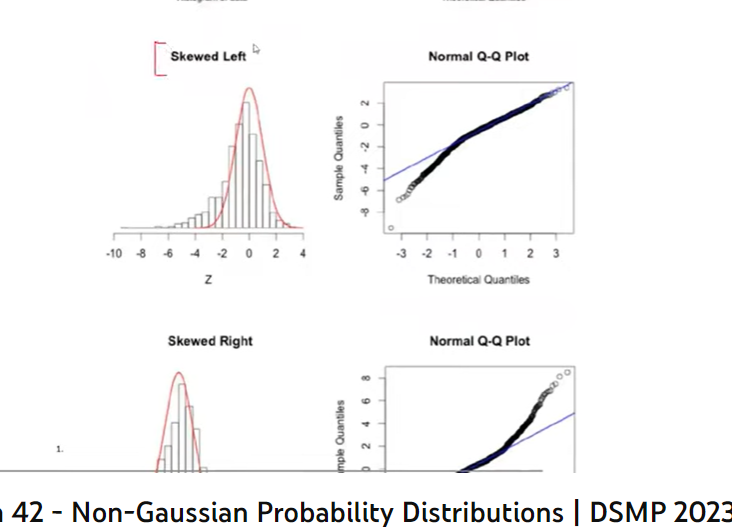 Skewed Left
Normal Q-Q Plot
Sample Quantiles
2
0
-2
-4
-6
-8
-10 -8 -6 -4 -2 0 2 4
Z
-3 -2 -1 0 1 2 3
Theoretical Quantiles
Skewed Right
Normal Q-Q Plot
Quantiles
8
6
4
2
0
1.
42 - Non-Gaussian Probability Distributions | DSMP 2023